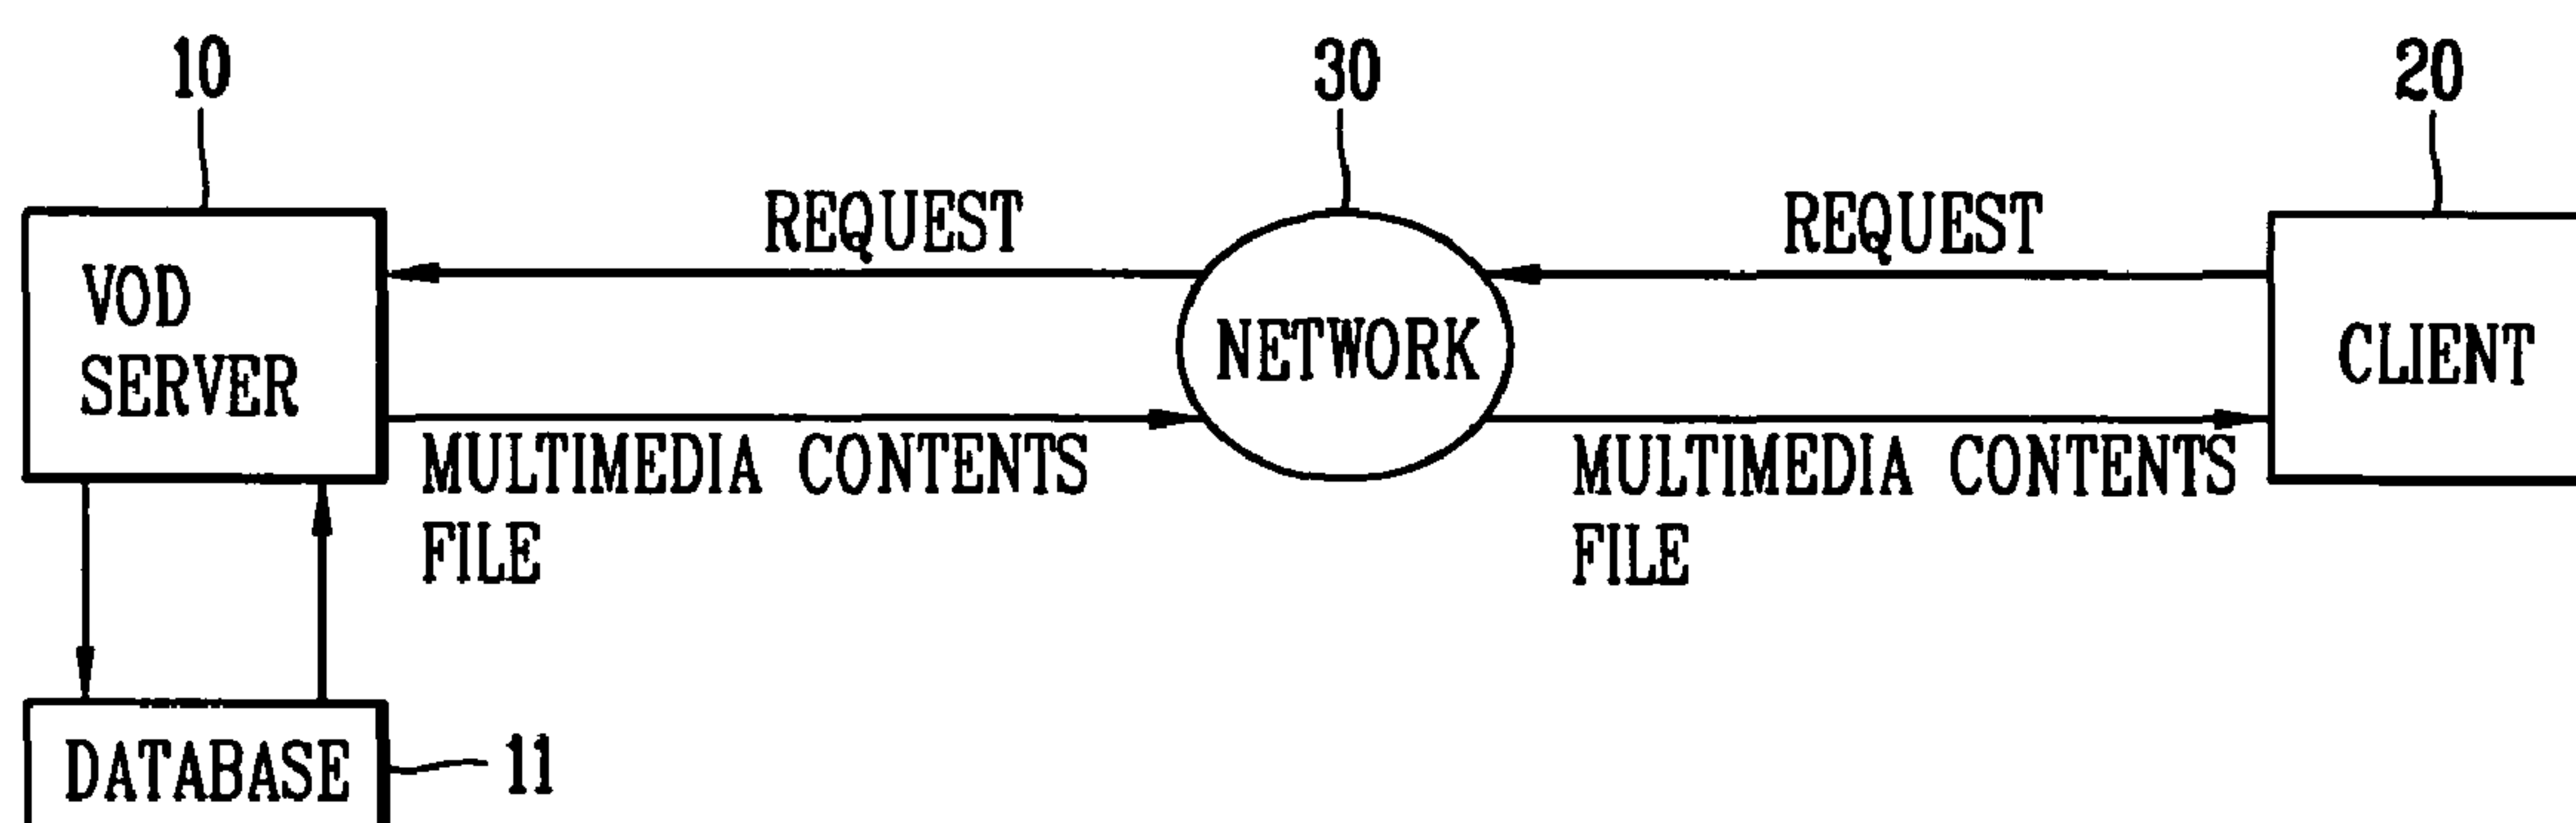 10
30
20
REQUEST
REQUEST
VOD
SERVER
NETWORK
CLIENT
MULTIMEDIA CONTENTS
FILE
MULTIMEDIA CONTENTS
FILE
DATABASE
11